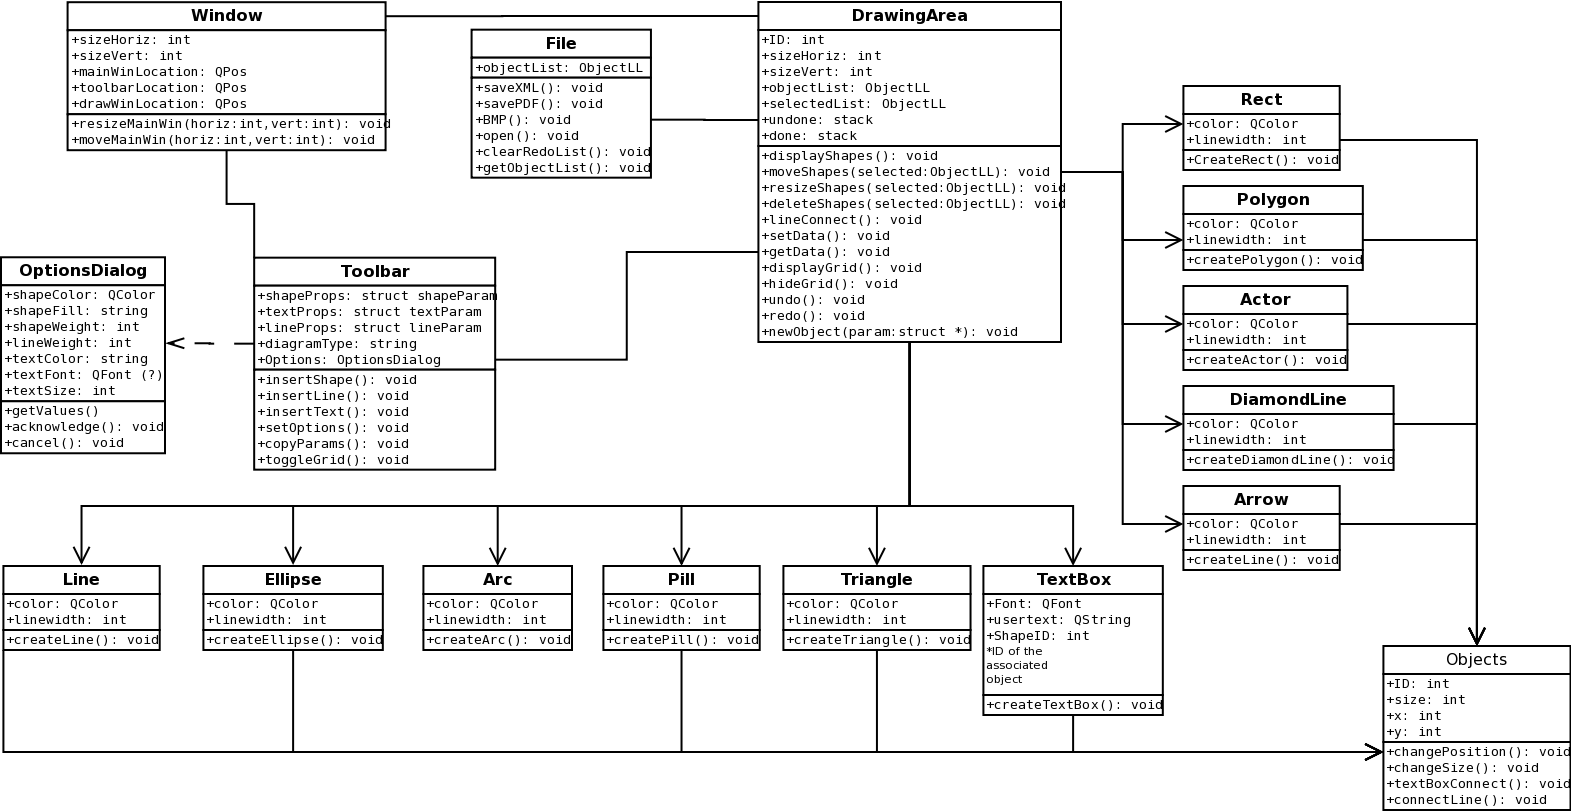 Window
+sizeHoriz: int
+sizeVert: int
+mainWinLocation: QPos
+toolbarLocation: QPos
+drawWinLocation: QPos
+resizeMainWin(horiz:int,vert:int): void
+moveMainWin(horiz:int,vert:int): void
File
+objectList: ObjectLL
+saveXML(): void
+savePDF(): void
+BMP(): void
+open(): void
+clearRedoList(): void
+getObjectList(): void
DrawingArea
+ID: int
+sizeHoriz: int
+sizeVert: int
+objectList: ObjectLL
+selectedList: ObjectLL
+undone: stack
+done: stack
+displayShapes(): void
+moveShapes(selected:ObjectLL): void
+resizeShapes(selected:ObjectLL): void
+deleteShapes(selected:ObjectLL): void
+lineConnect(): void
+setData(): void
+getData(): void
+displayGrid(): void
+hideGrid(): void
+undo(): void
+redo(): void
+newObject(param:struct *): void
Rect
+color: QColor
+linewidth: int
+CreateRect(): void
Polygon
+color: QColor
+linewidth: int
+createPolygon(): void
Actor
+color: QColor
+linewidth: int
+createActor(): void
DiamondLine
+color: QColor
+linewidth: int
+createDiamondLine(): void
Arrow
+color: QColor
+linewidth: int
+createLine(): void
OptionsDialog
+shapeColor: QColor
+shapeFill: string
+shapeWeight: int
+lineWeight: int
+textColor: string
+textFont: QFont (?)
+textSize: int
+getValues()
+acknowledge(): void
+cancel(): void
Toolbar
+shapeProps: struct shapeParam
+textProps: struct textParam
+lineProps: struct lineParam
+diagramType: string
+Options: OptionsDialog
+insertShape(): void
+insertLine(): void
+insertText(): void
+setOptions(): void
+copyParams(): void
+toggleGrid(): void
Line
+color: QColor
+linewidth: int
+createLine(): void
Ellipse
+color: QColor
+linewidth: int
+createEllipse(): void
Arc
+color: QColor
+linewidth: int
+createArc(): void
Pill
+color: QColor
+linewidth: int
+createPill(): void
Triangle
+color: QColor
+linewidth: int
+createTriangle(): void
TextBox
+Font: QFont
+usertext: QString
+ShapeID: int
*ID of the
associated
object
+createTextBox(): void
Objects
+ID: int
+size: int
+x: int
+y: int
+changePosition(): void
+changeSize(): void
+textBoxConnect(): void
+connectLine(): void